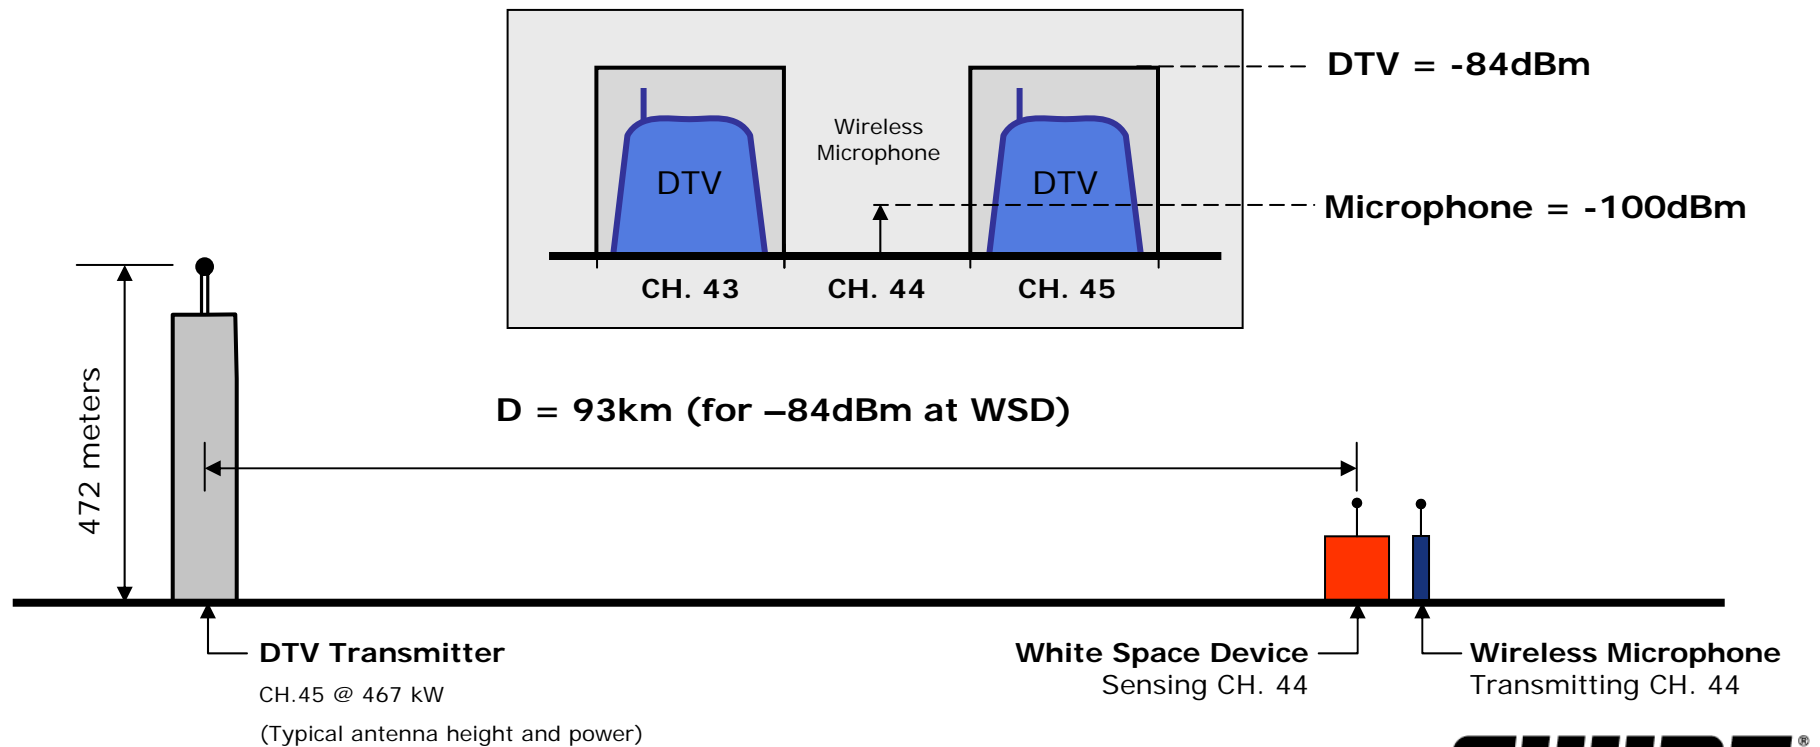 DTV = -84dBm
Wireless
Microphone
DTV
DTV
Microphone = -100dBm
CH. 43
CH. 44
CH. 45
472 meters
D = 93km (for –84dBm at WSD)
DTV Transmitter
CH.45 @ 467 kW
(Typical antenna height and power)
White Space Device
Sensing CH. 44
Wireless Microphone
Transmitting CH. 44
®